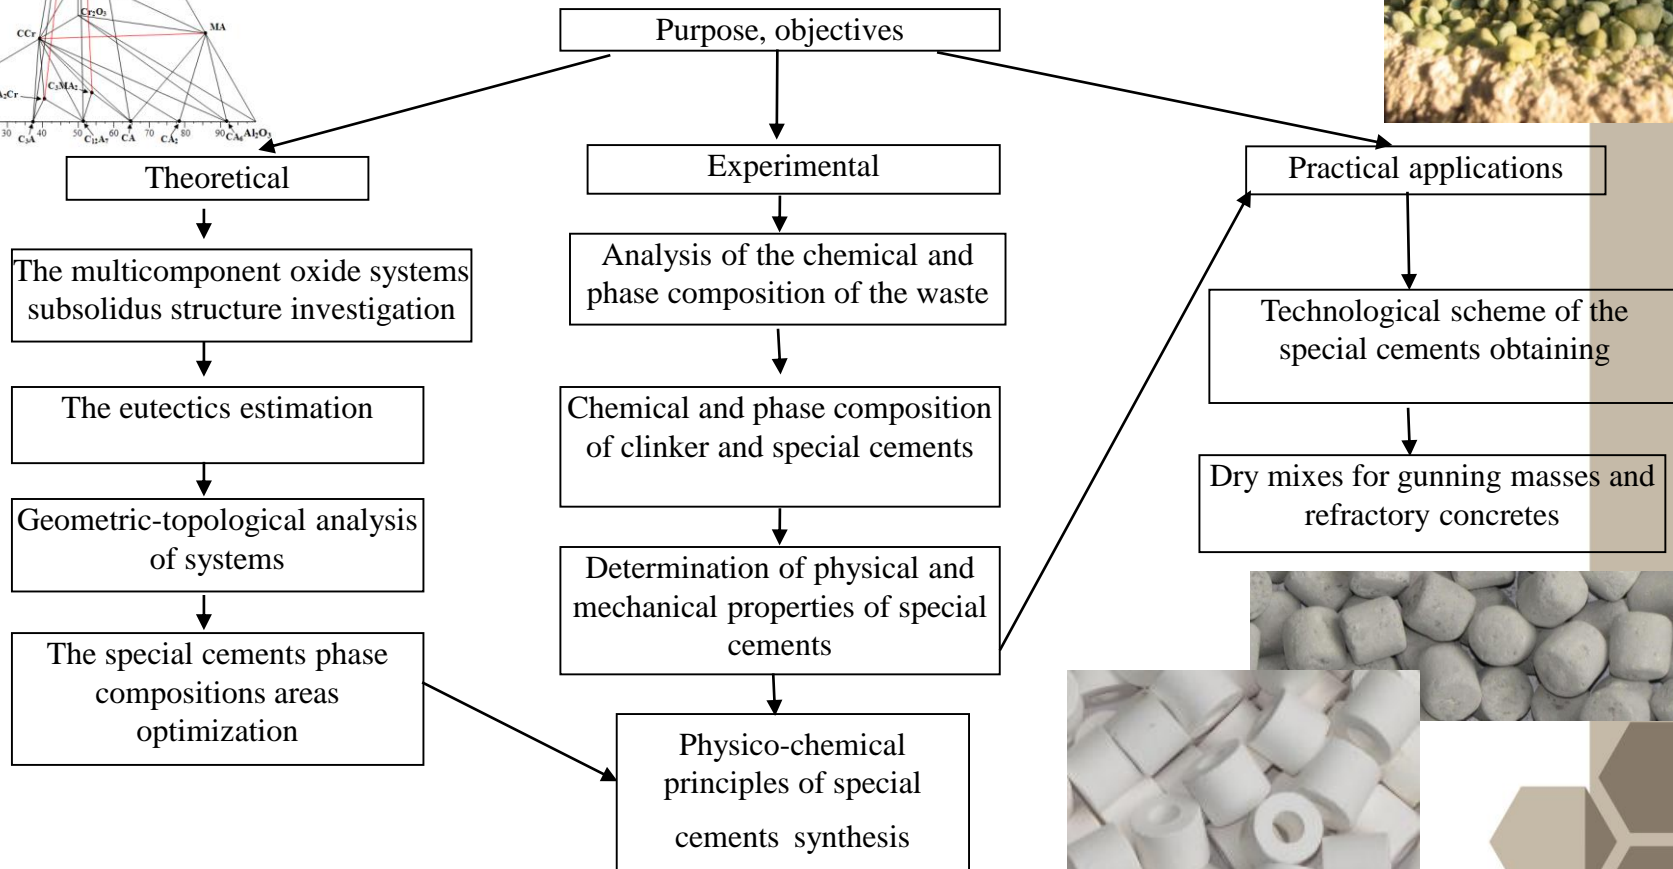 Cr₂O₃
CCr
MA
C₃MA₂
A₂Cr
30 40 50 60 70 80 90 Al₂O₃
C₃A C₁₂A₇ CA CA₂ CA₆
Purpose, objectives
Theoretical
The multicomponent oxide systems
subsolidus structure investigation
The eutectics estimation
Geometric-topological analysis
of systems
The special cements phase
compositions areas
optimization
Experimental
Analysis of the chemical and
phase composition of the waste
Chemical and phase composition
of clinker and special cements
Determination of physical and
mechanical properties of special
cements
Physico-chemical
principles of special
cements synthesis
Practical applications
Technological scheme of the
special cements obtaining
Dry mixes for gunning masses and
refractory concretes